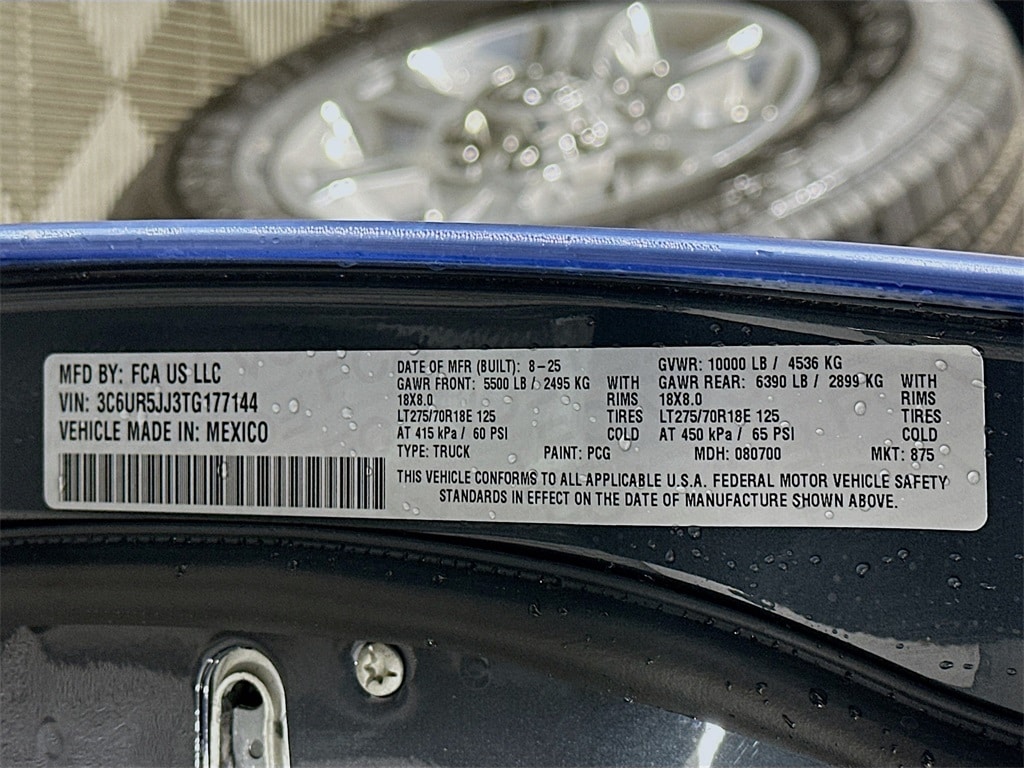 MFD BY: FCA US LLC
VIN: 3C6UR5JJ3TG177144
VEHICLE MADE IN: MEXICO
DATE OF MFR (BUILT): 8-25
GAWR FRONT: 5500 LB / 2495 KG WITH
18X8.0 RIMS
LT275/70R18E 125 TIRES
AT 415 kPa / 60 PSI COLD
GVWR: 10000 LB / 4536 KG
GAWR REAR: 6390 LB / 2899 KG WITH
18X8.0 RIMS
LT275/70R18E 125 TIRES
AT 450 kPa / 65 PSI COLD
TYPE: TRUCK PAINT: PCG MDH: 080700 MKT: 875
THIS VEHICLE CONFORMS TO ALL APPLICABLE U.S.A. FEDERAL MOTOR VEHICLE SAFETY
STANDARDS IN EFFECT ON THE DATE OF MANUFACTURE SHOWN ABOVE.